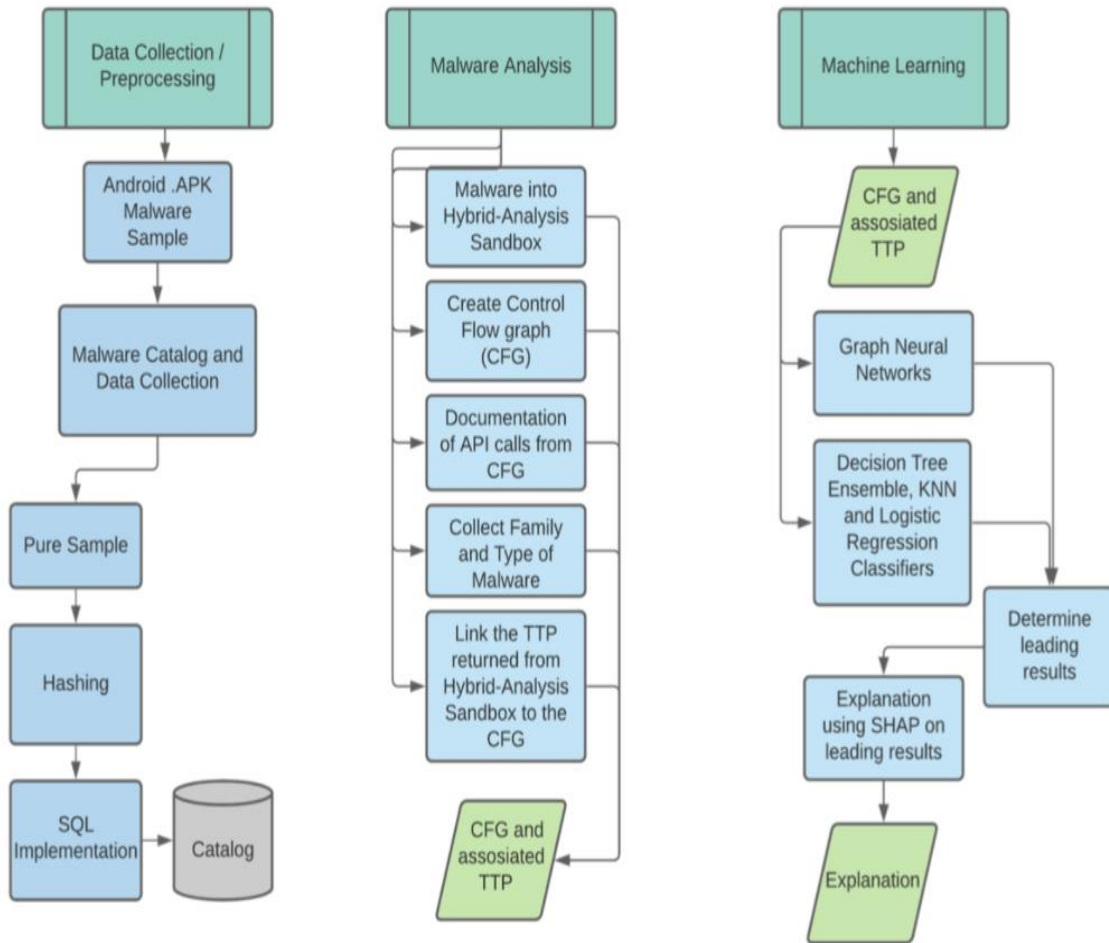 Data Collection /
Preprocessing
Android .APK
Malware
Sample
Malware Catalog and
Data Collection
Pure Sample
Hashing
SQL
Implementation
Catalog
Malware Analysis
Malware into
Hybrid-Analysis
Sandbox
Create Control
Flow graph
(CFG)
Documentation
of API calls from
CFG
Collect Family
and Type of
Malware
Link the TTP
returned from
Hybrid-Analysis
Sandbox to the
CFG
CFG and
assosiated
TTP
Machine Learning
CFG and
assosiated
TTP
Graph Neural
Networks
Decision Tree
Ensemble, KNN
and Logistic
Regression
Classifiers
Determine
leading
results
Explanation
using SHAP on
leading results
Explanation